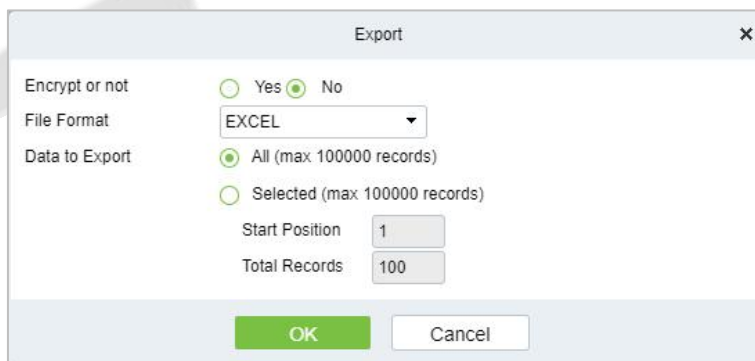 Export
Encrypt or not Yes No
File Format EXCEL
Data to Export All (max 100000 records)
Selected (max 100000 records)
Start Position 1
Total Records 100
OK Cancel